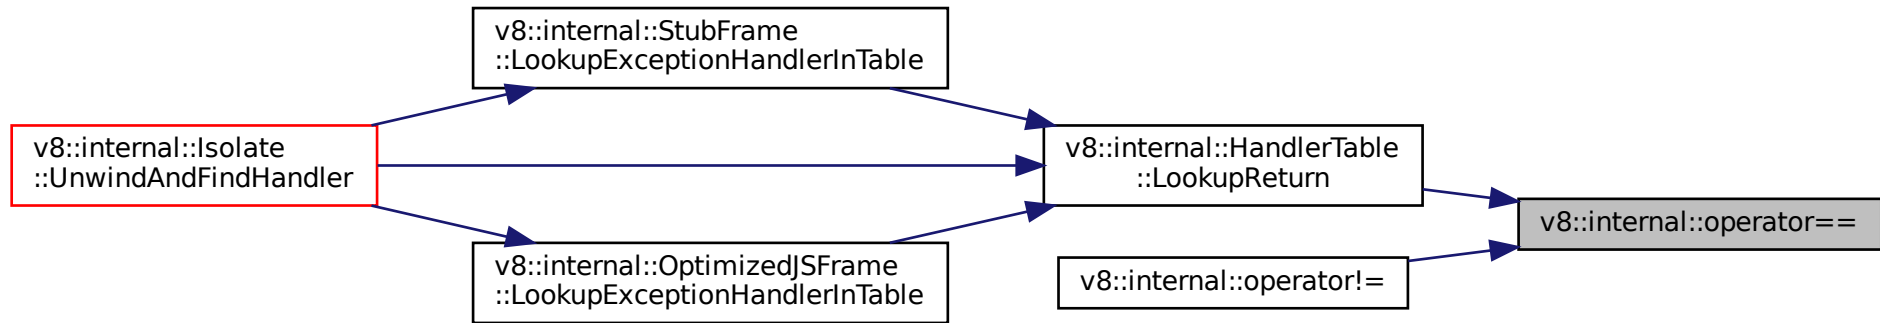 v8::internal::StubFrame
::LookupExceptionHandlerInTable
v8::internal::Isolate
::UnwindAndFindHandler
v8::internal::HandlerTable
::LookupReturn
v8::internal::operator==
v8::internal::OptimizedJSFrame
::LookupExceptionHandlerInTable
v8::internal::operator!=